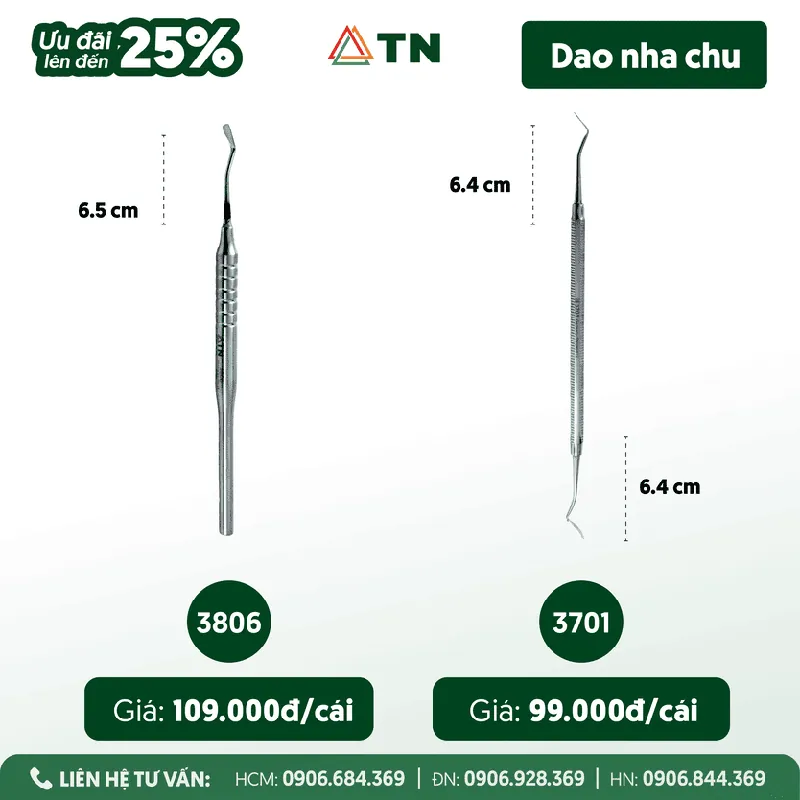 Ưu đãi
lên đến 25%
ATN
Dao nha chu
6.5 cm
6.4 cm
ATN
6.4 cm
3806
3701
Giá: 109.000đ/cái
Giá: 99.000đ/cái
LIÊN HỆ TƯ VẤN: HCM: 0906.684.369 | ĐN: 0906.928.369 | HN: 0906.844.369